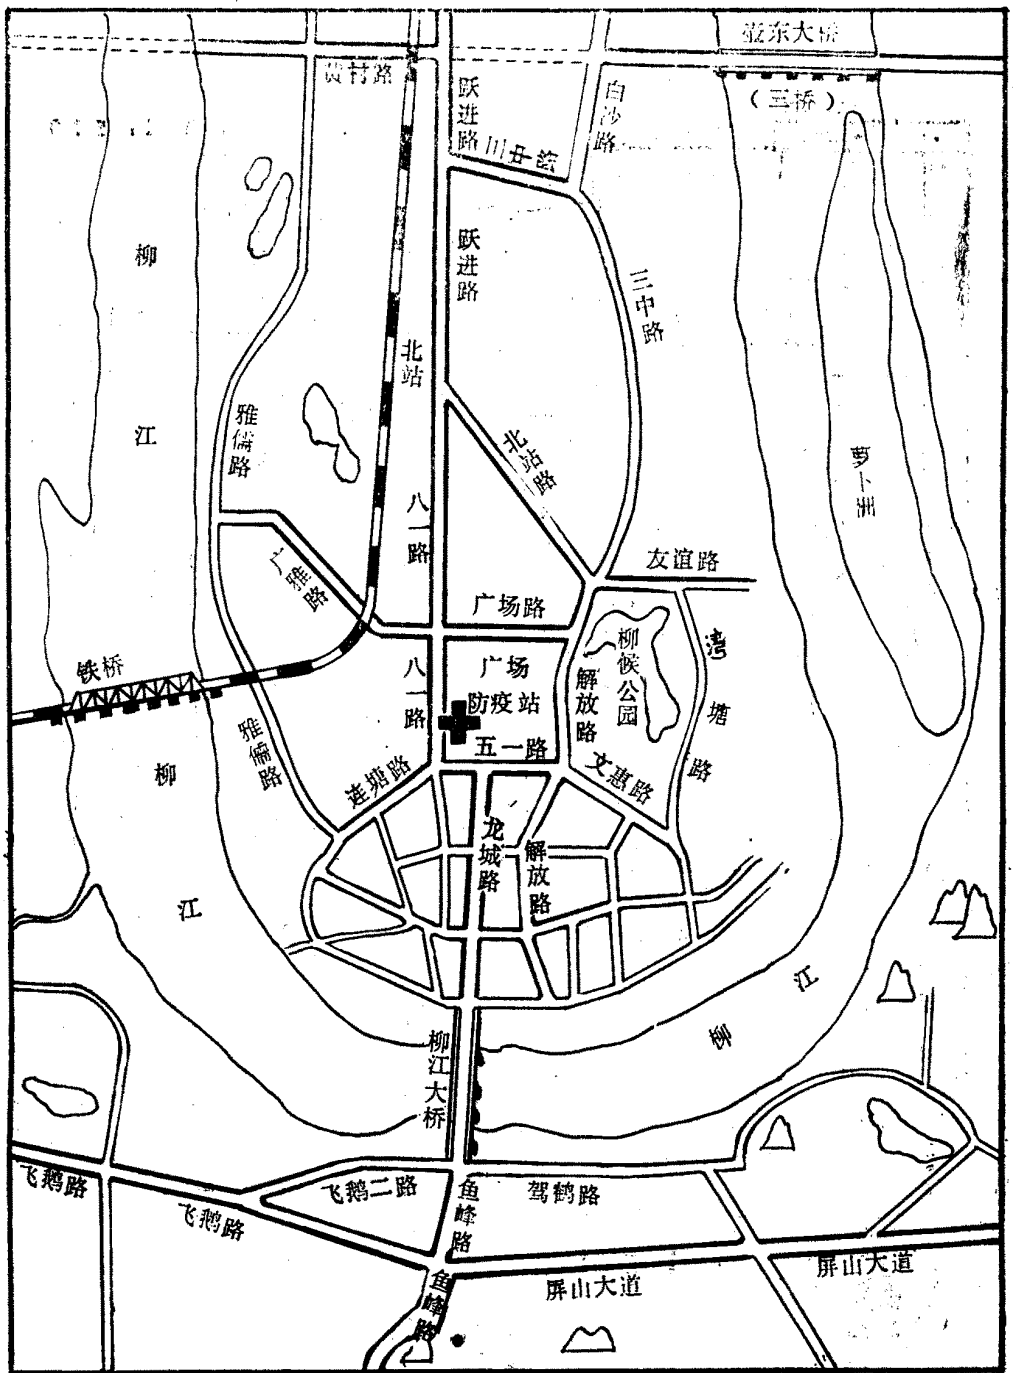 壶东大桥
（三桥）
黄村路
跃进路
白沙路
三中路
跃进路
三中路
柳
江
北站
雅儒路
北站路
八一路
萝卜洲
广雅路
友谊路
广场路
柳候公园
湾塘路
铁桥
八一路
广场
防疫站
解放路
五一路
文惠路
雅儒路
连塘路
柳
江
龙城路
解放路
柳
江
柳江大桥
飞鹅路
飞鹅路
飞鹅二路
鱼峰路
驾鹤路
鱼峰路
屏山大道
屏山大道